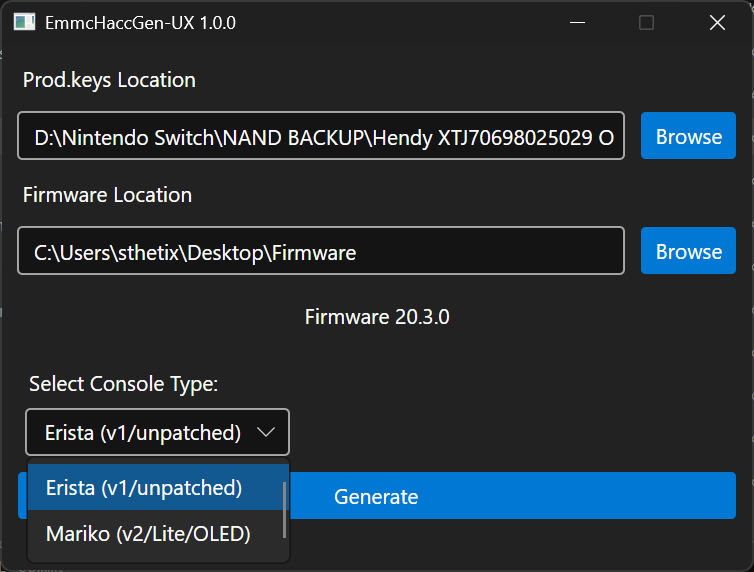 EmmcHaccGen-UX 1.0.0
Prod.keys Location
D:\Nintendo Switch\NAND BACKUP\Hendy XTJ70698025029 O
Browse
Firmware Location
C:\Users\sthetix\Desktop\Firmware
Browse
Firmware 20.3.0
Select Console Type:
Erista (v1/unpatched)
Erista (v1/unpatched)
Generate
Mariko (v2/Lite/OLED)